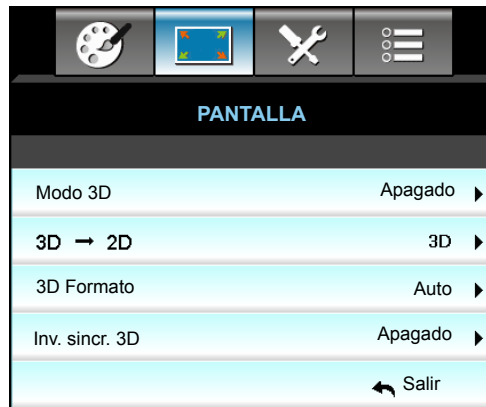 PANTALLA
Modo 3D Apagado
3D → 2D 3D
3D Formato Auto
Inv. sincr. 3D Apagado
Salir